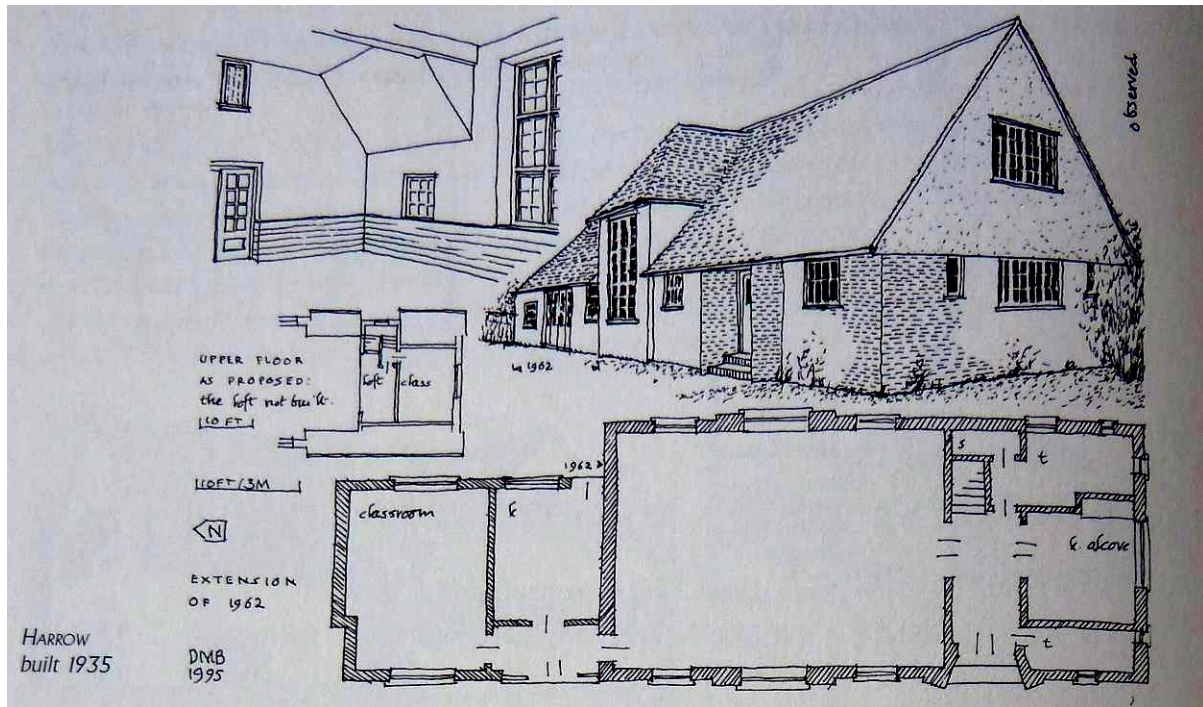 observed
UPPER FLOOR
AS PROPOSED:
the loft not built.
10 FT
loft class
1962
1962
10FT/3M
N
EXTENSION
OF 1962
DMB
1995
HARROW
built 1935
classroom
k
s
t
k. alcove
t